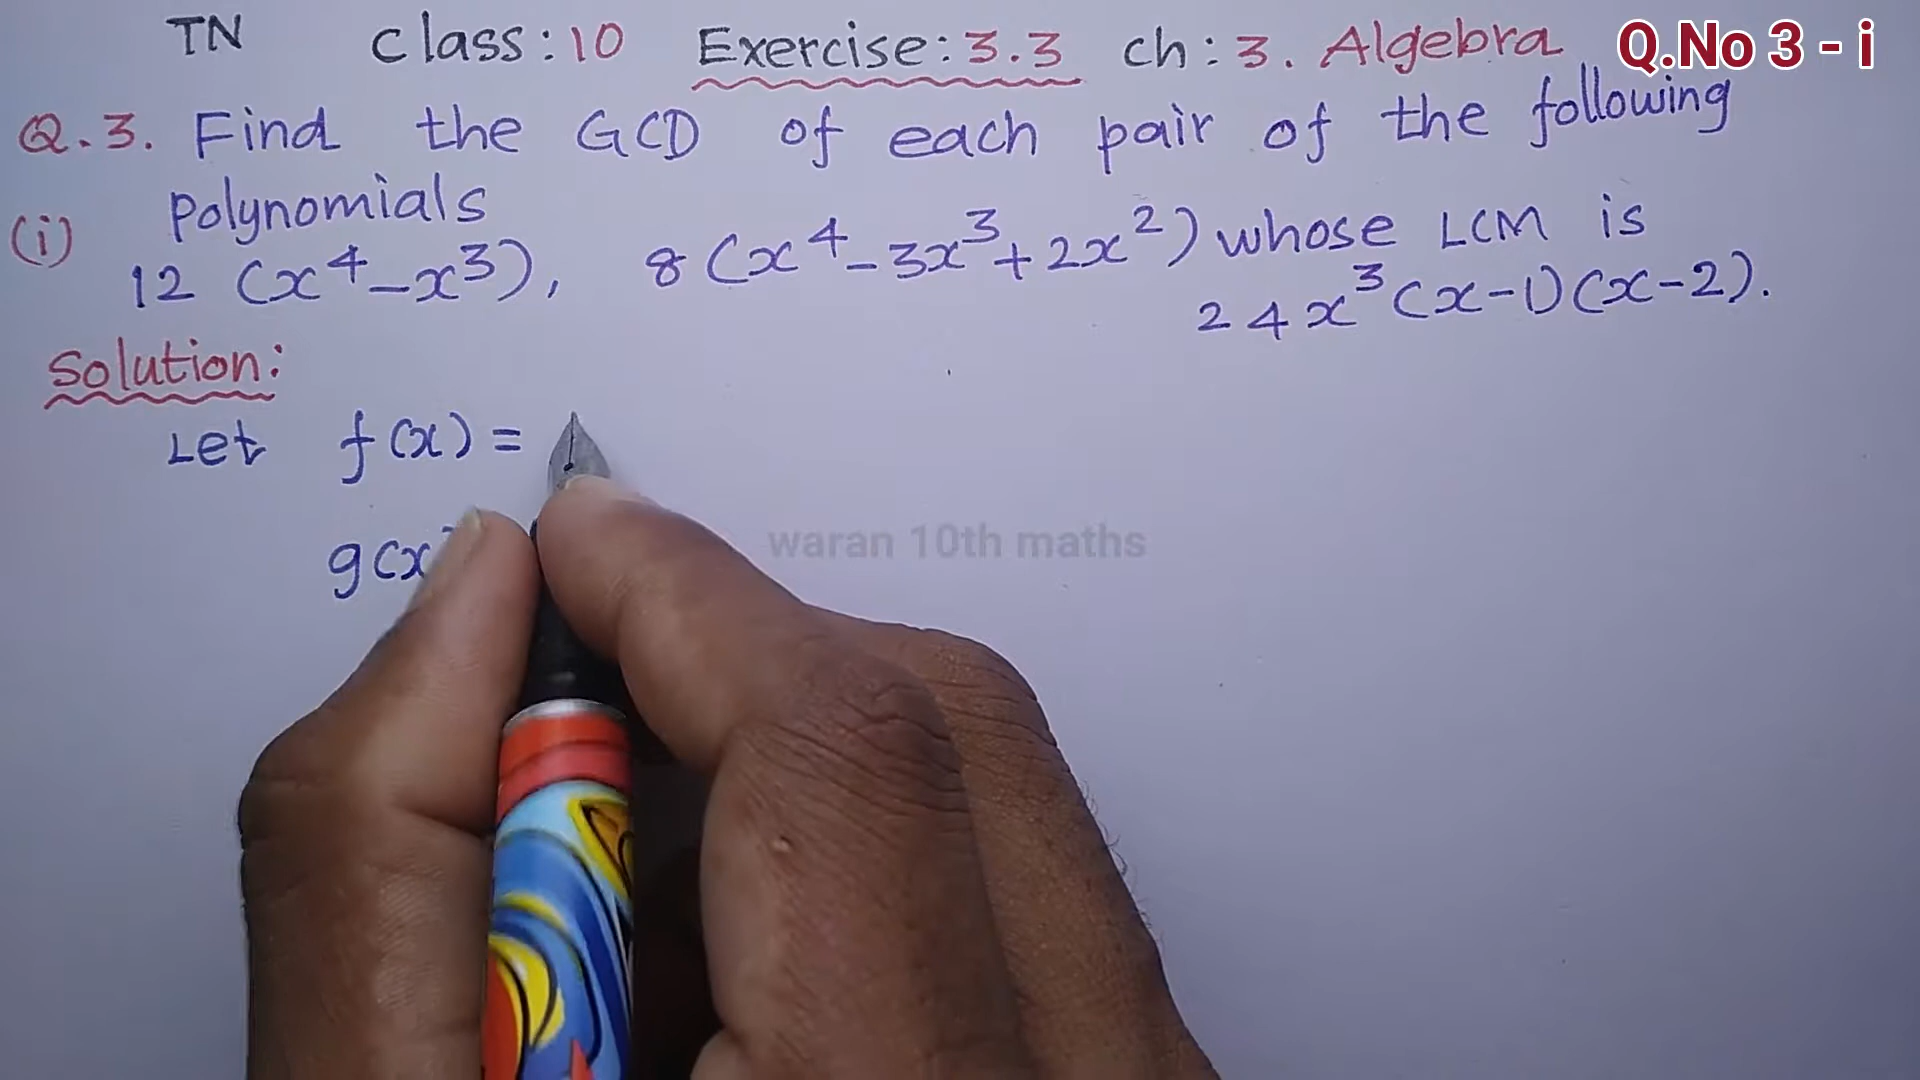 TN Class: 10 Exercise: 3.3 ch: 3. Algebra Q.No 3 - i
Q.3. Find the GCD of each pair of the following
polynomials
(i) 12 (x⁴-x³), 8 (x⁴-3x³+2x²) whose LCM is
24x³(x-1)(x-2).
Solution:
Let f(x) =
g(x
waran 10th maths